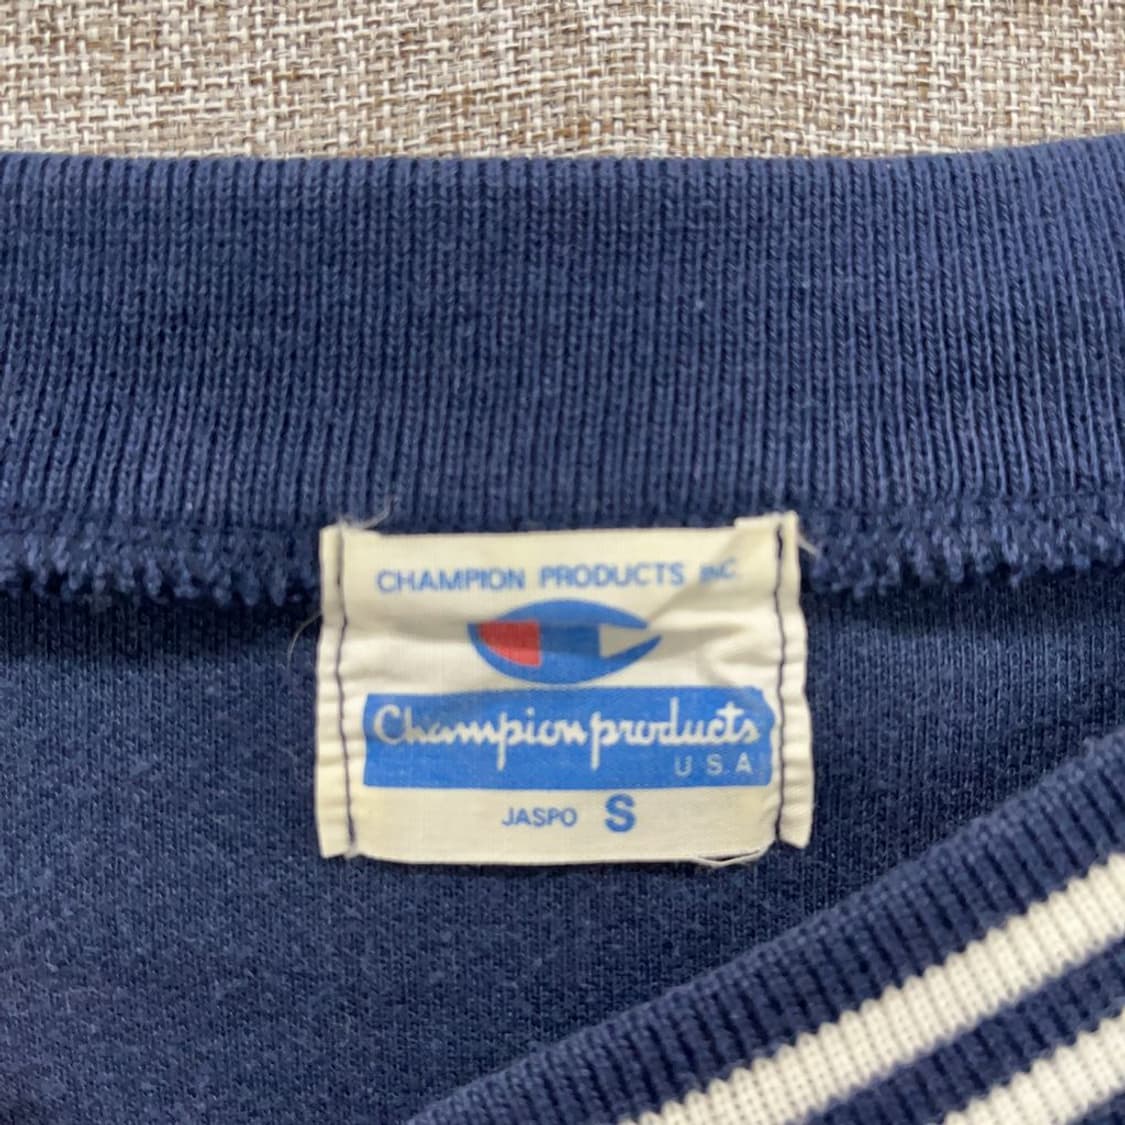 CHAMPION PRODUCTS INC.
Champion products
U S A
JASPO S